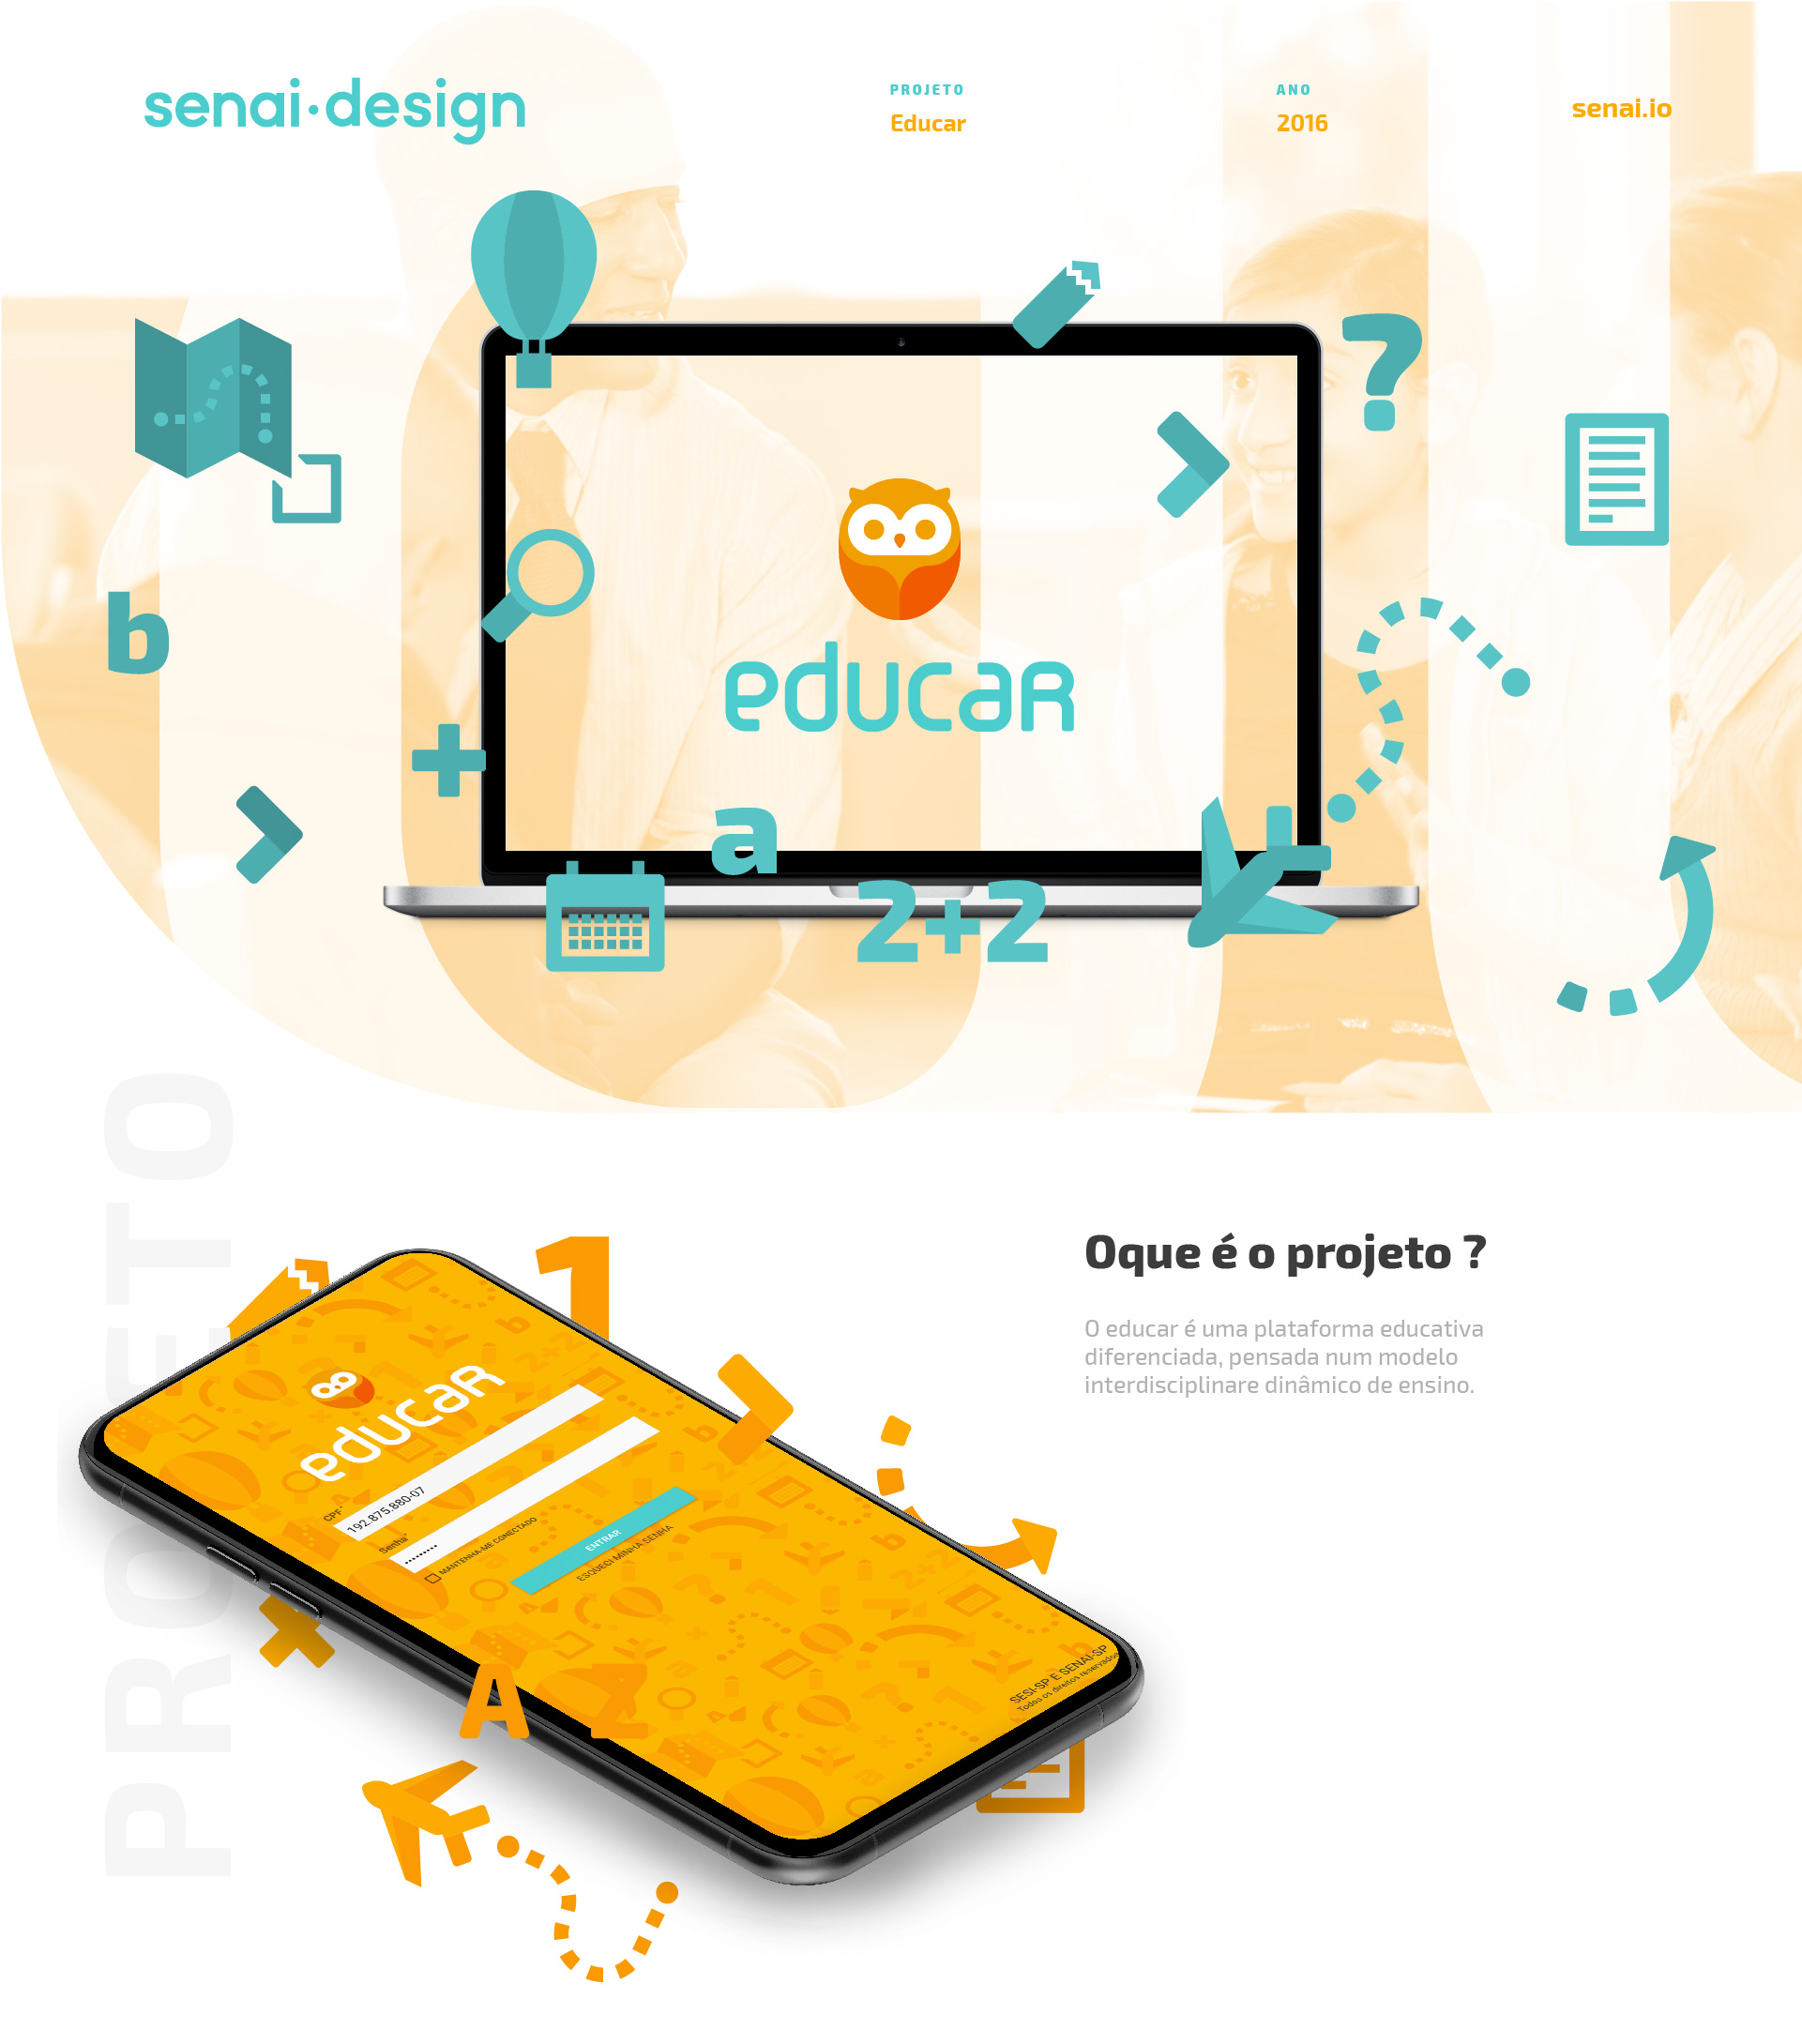 senai·design
PROJETO
Educar
ANO
2016
senai.io
?
b
educar
a
2+2
PROJETO
1
Oque é o projeto ?
O educar é uma plataforma educativa
diferenciada, pensada num modelo
interdisciplinare dinâmico de ensino.
educar
CPF*
192.875.880-07
Senha*
•••••••••
MANTENHA-ME CONECTADO
ENTRAR
ESQUECI MINHA SENHA
SESI-SP E SENAI-SP
Todos os direitos reservados
A
2